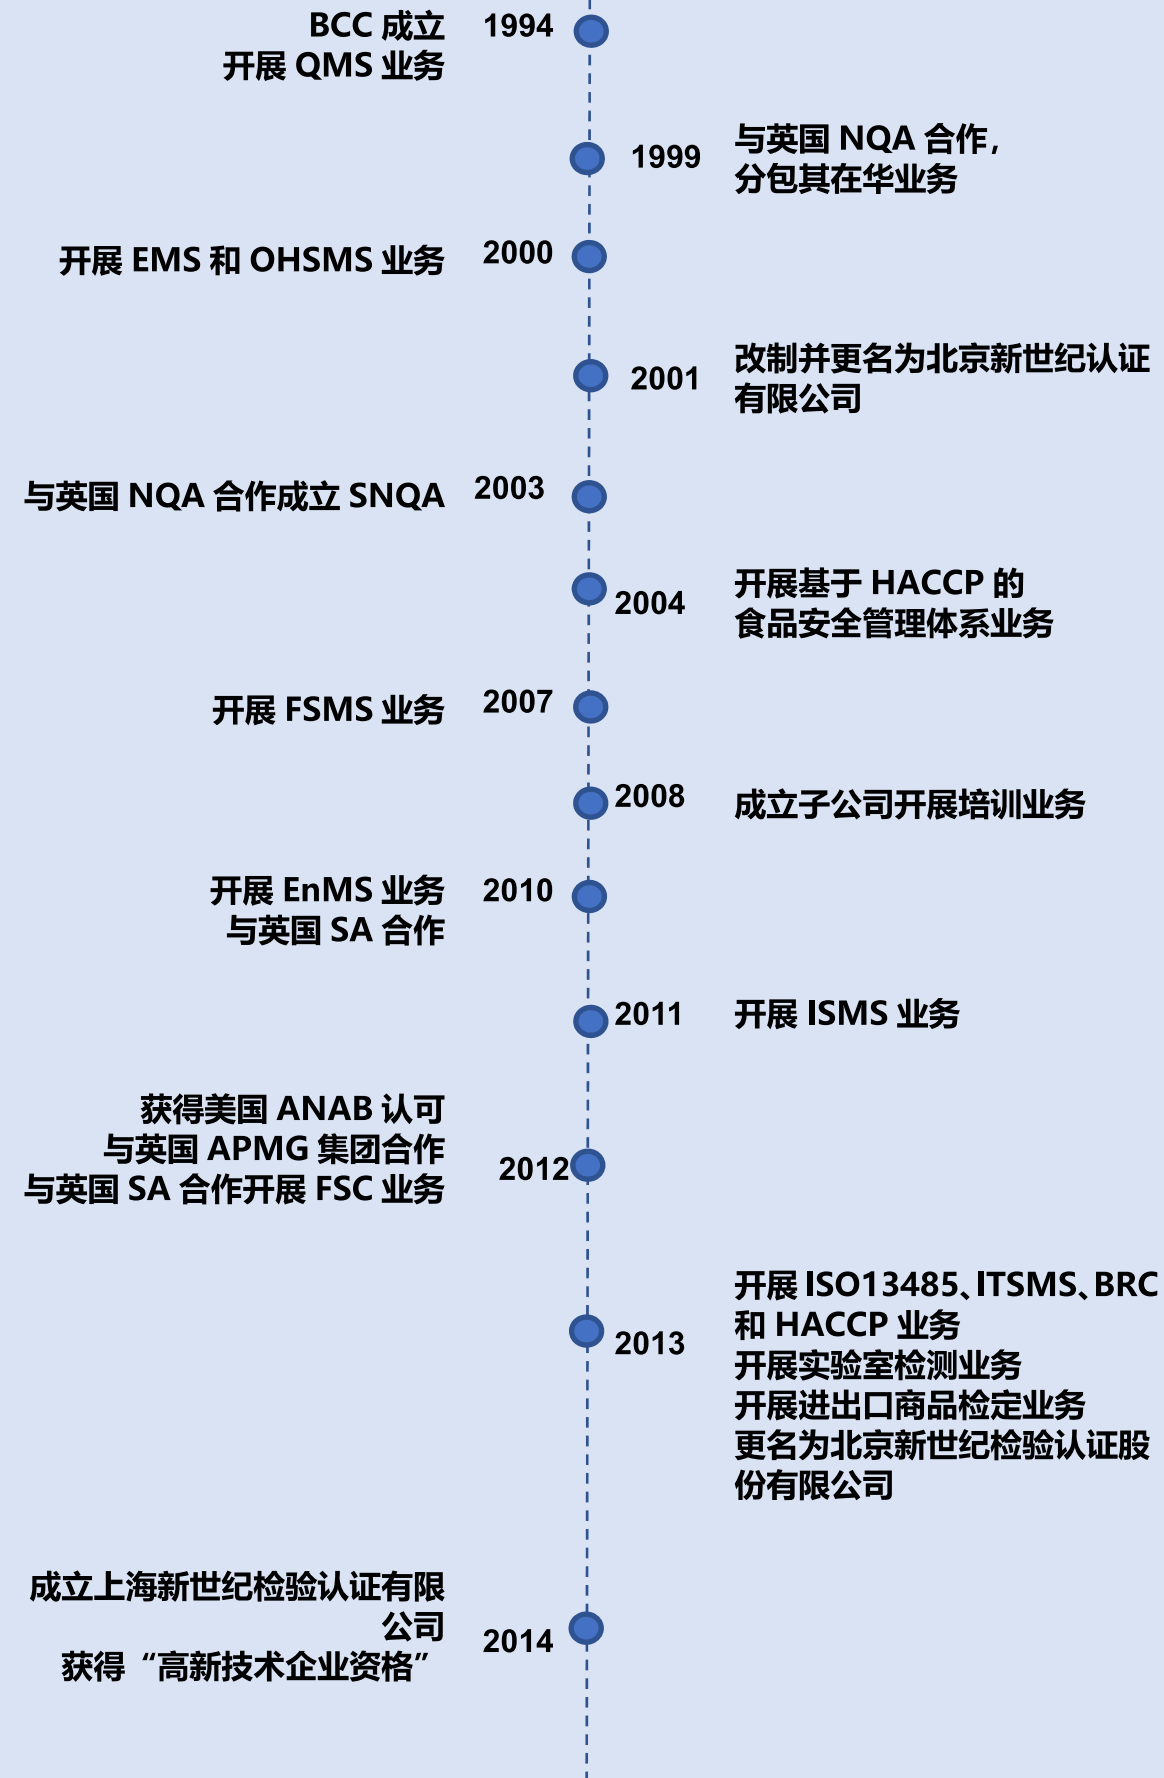 BCC 成立
开展 QMS 业务
1994
1999
与英国 NQA 合作,
分包其在华业务
开展 EMS 和 OHSMS 业务
2000
2001
改制并更名为北京新世纪认证
有限公司
与英国 NQA 合作成立 SNQA
2003
2004
开展基于 HACCP 的
食品安全管理体系业务
开展 FSMS 业务
2007
2008
成立子公司开展培训业务
开展 EnMS 业务
与英国 SA 合作
2010
2011
开展 ISMS 业务
获得美国 ANAB 认可
与英国 APMG 集团合作
与英国 SA 合作开展 FSC 业务
2012
2013
开展 ISO13485、ITSMS、BRC
和 HACCP 业务
开展实验室检测业务
开展进出口商品检定业务
更名为北京新世纪检验认证股
份有限公司
成立上海新世纪检验认证有限
公司
获得“高新技术企业资格”
2014